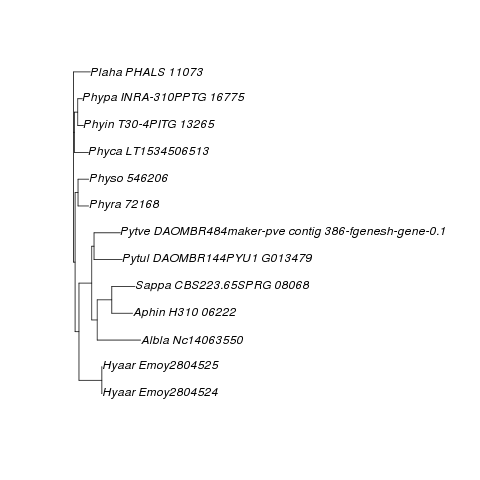 Plaha PHALS 11073
Phypa INRA-310PPTG 16775
Phyin T30-4PITG 13265
Phyca LT1534506513
Physo 546206
Phyra 72168
Pytve DAOMBR484maker-pve contig 386-fgenesh-gene-0.1
Pytul DAOMBR144PYU1 G013479
Sappa CBS223.65SPRG 08068
Aphin H310 06222
Albla Nc14063550
Hyaar Emoy2804525
Hyaar Emoy2804524